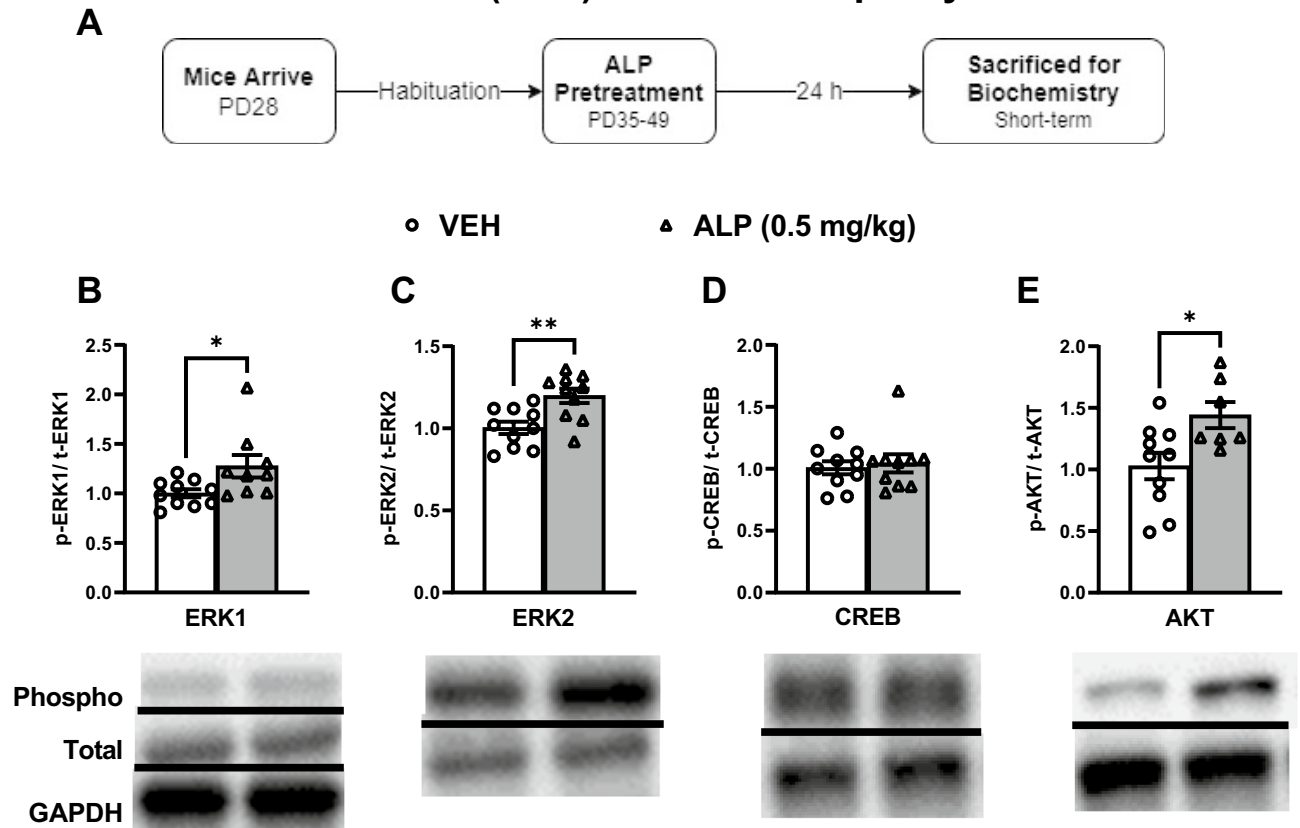 A
Mice Arrive
PD28
Habituation
ALP
Pretreatment
PD35-49
24 h
Sacrificed for
Biochemistry
Short-term
VEH
ALP (0.5 mg/kg)
B
p-ERK1/ t-ERK1
2.5
2.0
1.5
1.0
0.5
0.0
*
ERK1
C
p-ERK2/ t-ERK2
1.5
1.0
0.5
0.0
**
ERK2
D
p-CREB/ t-CREB
2.0
1.5
1.0
0.5
0.0
CREB
E
p-AKT/ t-AKT
2.0
1.5
1.0
0.5
0.0
*
AKT
Phospho
Total
GAPDH